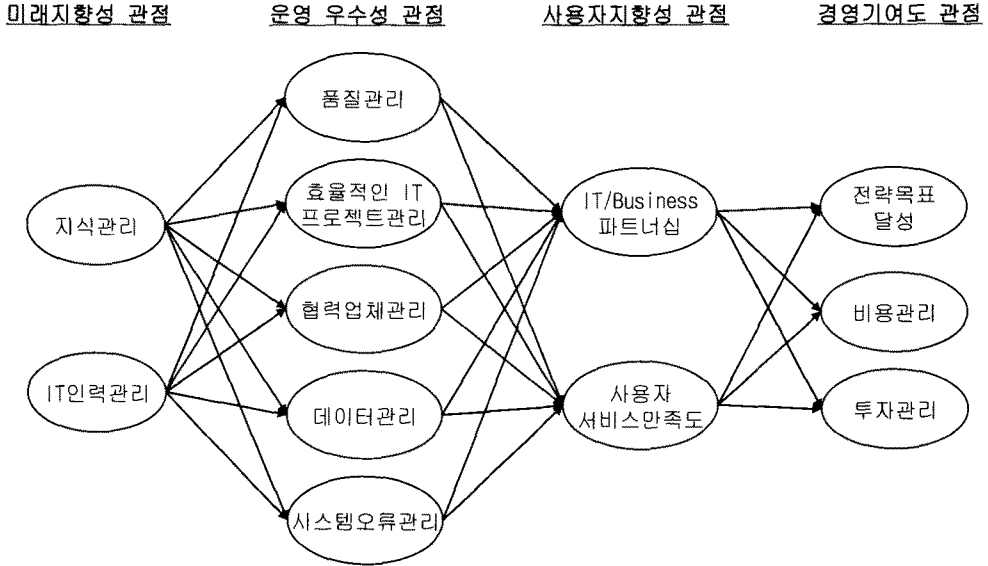 미래지향성 관점
운영 우수성 관점
사용자지향성 관점
경영기여도 관점
지식관리
IT인력관리
품질관리
효율적인 IT
프로젝트관리
협력업체관리
데이터관리
시스템오류관리
IT/Business
파트너십
사용자
서비스만족도
전략목표
달성
비용관리
투자관리